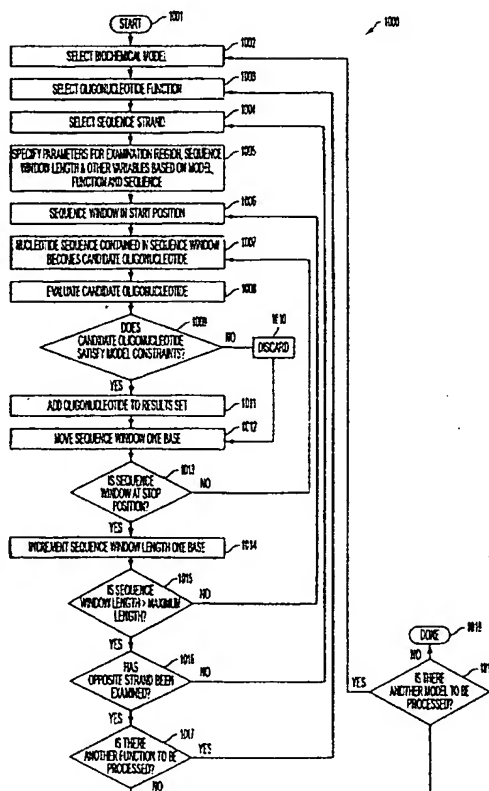 START
1001
1000
SELECT BIOCHEMICAL MODEL
1002
SELECT OLIGONUCLEOTIDE FUNCTION
1003
SELECT SEQUENCE STRAND
1004
SPECIFY PARAMETERS FOR EXAMINATION REGION, SEQUENCE
WINDOW LENGTH & OTHER VARIABLES BASED ON MODEL,
FUNCTION AND SEQUENCE
1005
SEQUENCE WINDOW IN START POSITION
1006
NUCLEOTIDE SEQUENCE CONTAINED IN SEQUENCE WINDOW
BECOMES CANDIDATE OLIGONUCLEOTIDE
1007
EVALUATE CANDIDATE OLIGONUCLEOTIDE
1008
DOES
CANDIDATE OLIGONUCLEOTIDE
SATISFY MODEL CONSTRAINTS?
1009
NO
1010
DISCARD
YES
ADD OLIGONUCLEOTIDE TO RESULTS SET
1011
MOVE SEQUENCE WINDOW ONE BASE
1012
IS SEQUENCE
WINDOW AT STOP
POSITION?
1013
NO
YES
INCREMENT SEQUENCE WINDOW LENGTH ONE BASE
1014
IS SEQUENCE
WINDOW LENGTH > MAXIMUM
LENGTH?
1015
NO
YES
HAS
OPPOSITE STRAND BEEN
EXAMINED?
1016
NO
YES
IS THERE
ANOTHER FUNCTION TO BE
PROCESSED?
1017
YES
NO
DONE
1018
NO
IS THERE
ANOTHER MODEL TO BE
PROCESSED?
YES